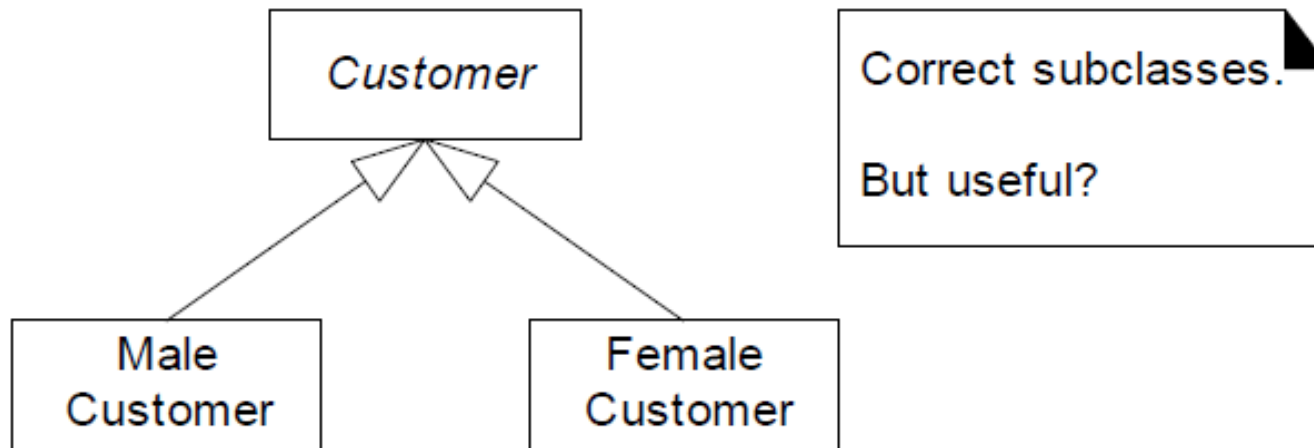 Customer
Correct subclasses.
But useful?
Male
Customer
Female
Customer